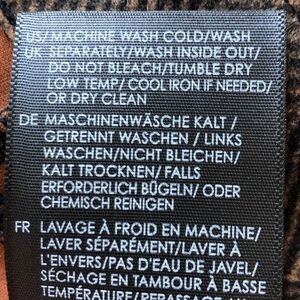 US/ MACHINE WASH COLD/WASH
UK SEPARATELY/WASH INSIDE OUT/
DO NOT BLEACH/TUMBLE DRY
LOW TEMP/ COOL IRON IF NEEDED/
OR DRY CLEAN
DE MASCHINENWÄSCHE KALT /
GETRENNT WASCHEN / LINKS
WASCHEN/NICHT BLEICHEN/
KALT TROCKNEN/ FALLS
ERFORDERLICH BÜGELN/ ODER
CHEMISCH REINIGEN
FR LAVAGE À FROID EN MACHINE/
LAVER SÉPARÉMENT/LAVER À
L'ENVERS/PAS D'EAU DE JAVEL/
SÉCHAGE EN TAMBOUR À BASSE
TEMPÉRATURE/ REPASSAGE